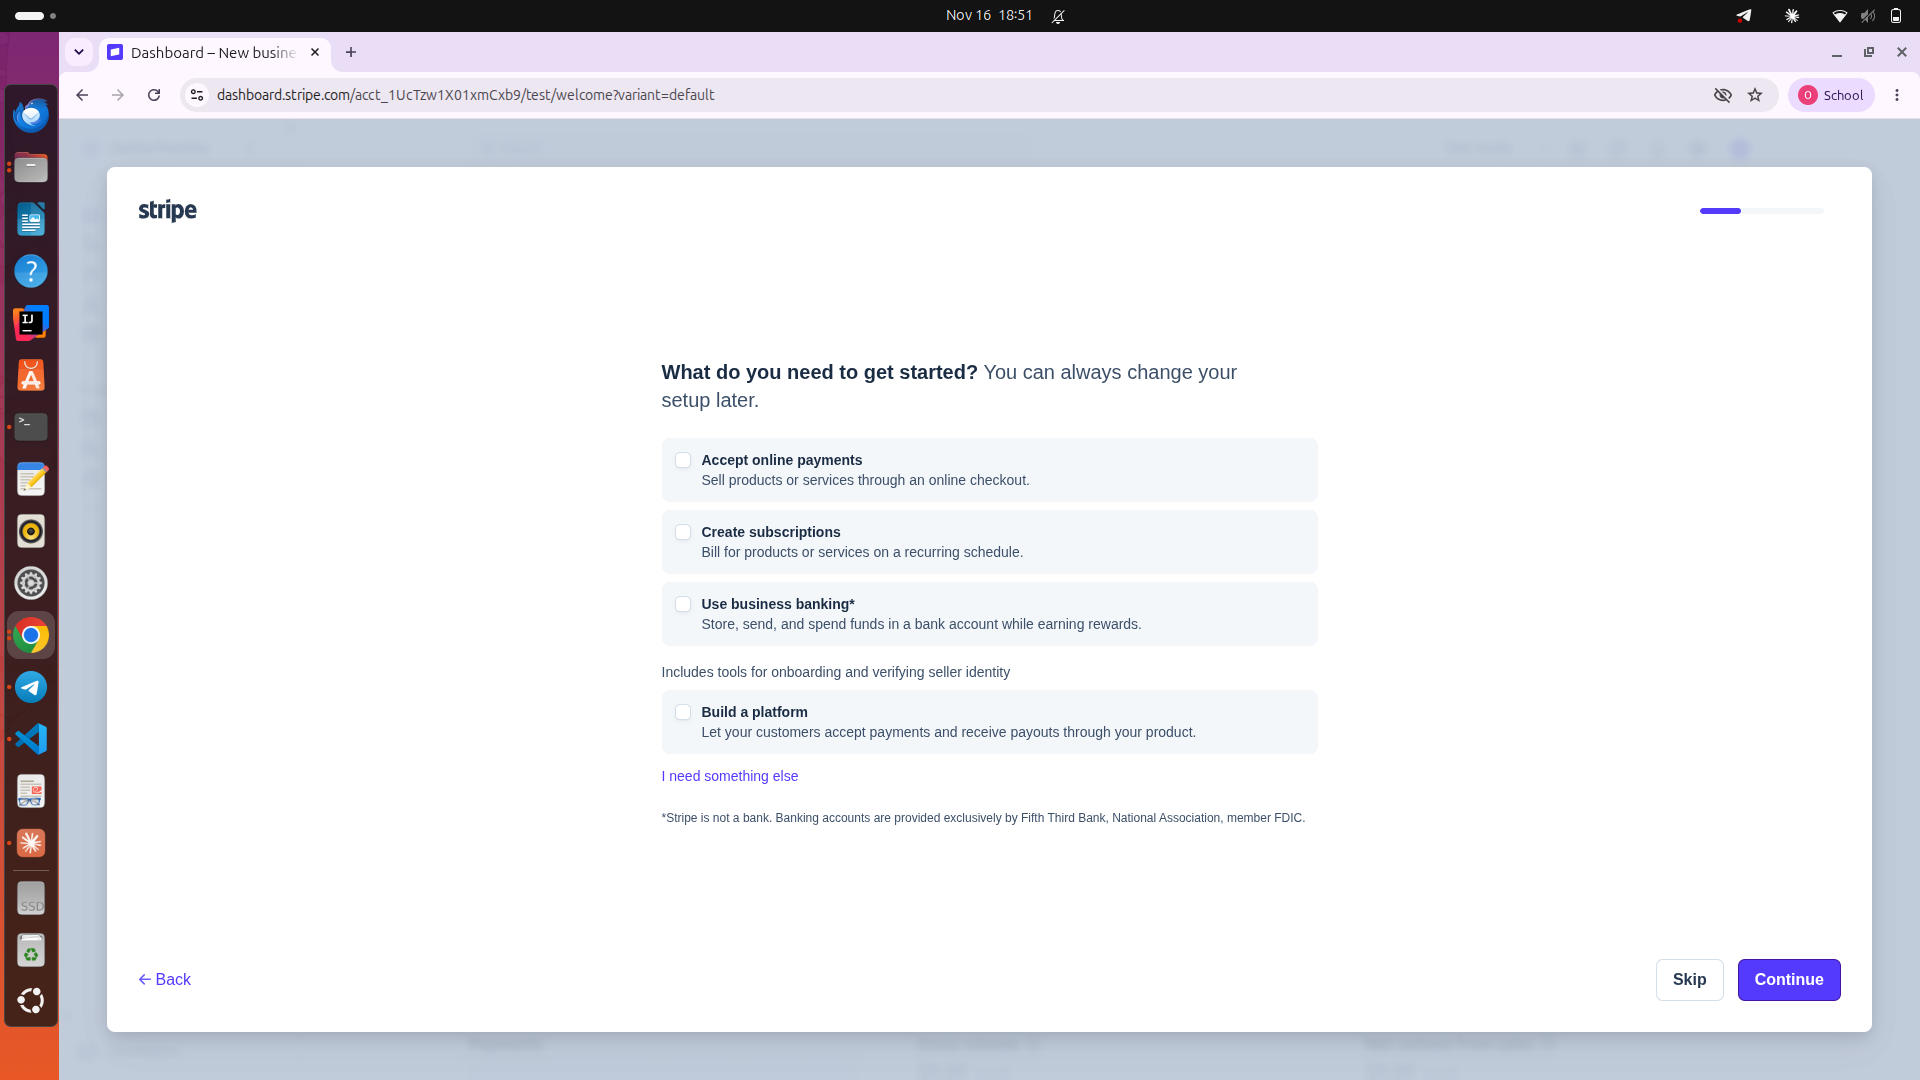 Nov 16 18:51
Dashboard – New busine
dashboard.stripe.com/acct_1UcTzw1X01xmCxb9/test/welcome?variant=default
O School
stripe
What do you need to get started? You can always change your
setup later.
Accept online payments
Sell products or services through an online checkout.
Create subscriptions
Bill for products or services on a recurring schedule.
Use business banking*
Store, send, and spend funds in a bank account while earning rewards.
Includes tools for onboarding and verifying seller identity
Build a platform
Let your customers accept payments and receive payouts through your product.
I need something else
*Stripe is not a bank. Banking accounts are provided exclusively by Fifth Third Bank, National Association, member FDIC.
← Back
Skip
Continue
IJ
SSD